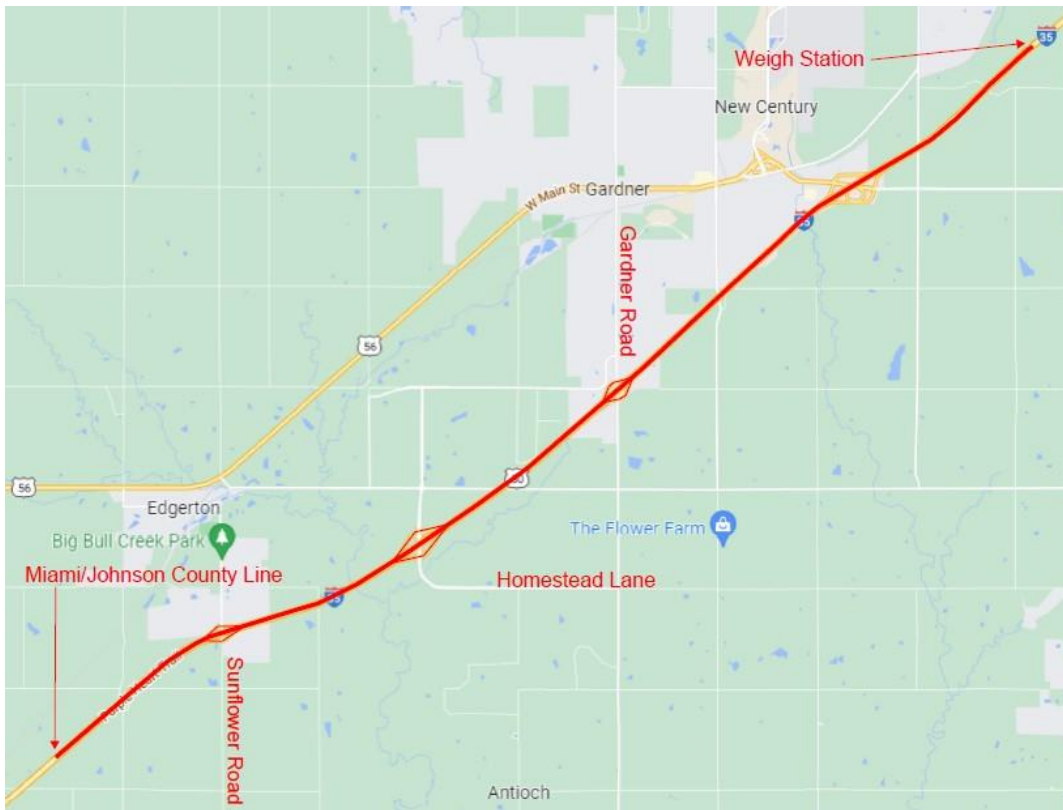 35
Weigh Station
New Century
W Main St
Gardner
35
Gardner Road
56
56
Edgerton
Big Bull Creek Park
The Flower Farm
Miami/Johnson County Line
Homestead Lane
35
Sunflower Road
Antioch